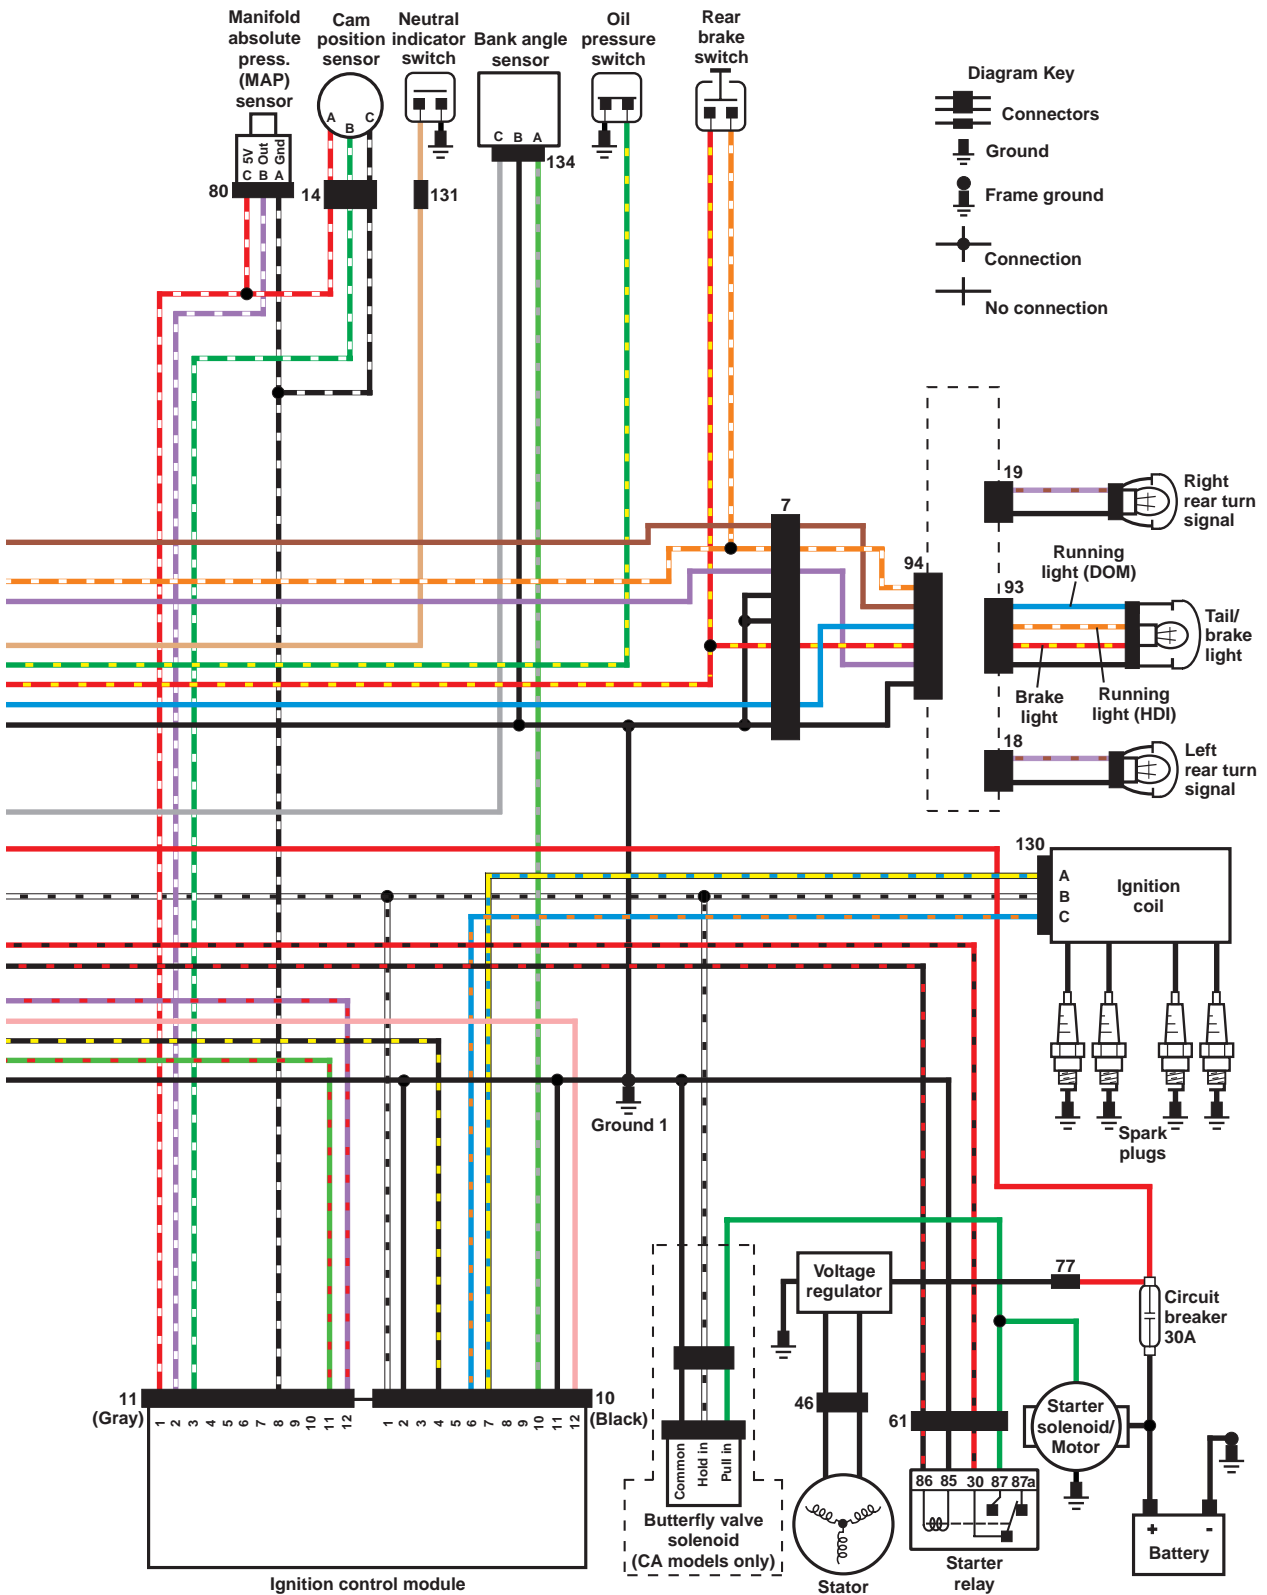 Manifold
absolute
press.
(MAP)
sensor
Cam
position
sensor
Neutral
indicator
switch
Bank angle
sensor
Oil
pressure
switch
Rear
brake
switch
Diagram Key
Connectors
Ground
Frame ground
Connection
No connection
A
B
C
5V
Out
Gnd
C B A
C B A
80
14
131
134
7
94
19
Right
rear turn
signal
Running
light (DOM)
93
Tail/
brake
light
Brake
light
Running
light (HDI)
18
Left
rear turn
signal
130
A
B
C
Ignition
coil
Spark
plugs
Ground 1
77
Voltage
regulator
Circuit
breaker
30A
11
(Gray)
1 2 3 4 5 6 7 8 9 10 11 12
1 2 3 4 5 6 7 8 9 10 11 12
10
(Black)
46
61
Starter
solenoid/
Motor
Common
Hold in
Pull in
86 85 30 87 87a
Butterfly valve
solenoid
(CA models only)
+ -
Battery
Ignition control module
Stator
Starter
relay